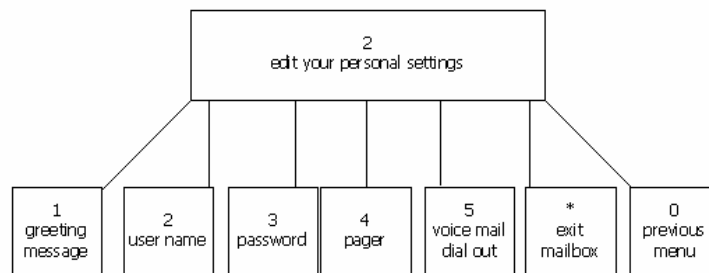 2
edit your personal settings
1
greeting
message
2
user name
3
password
4
pager
5
voice mail
dial out
*
exit
mailbox
0
previous
menu